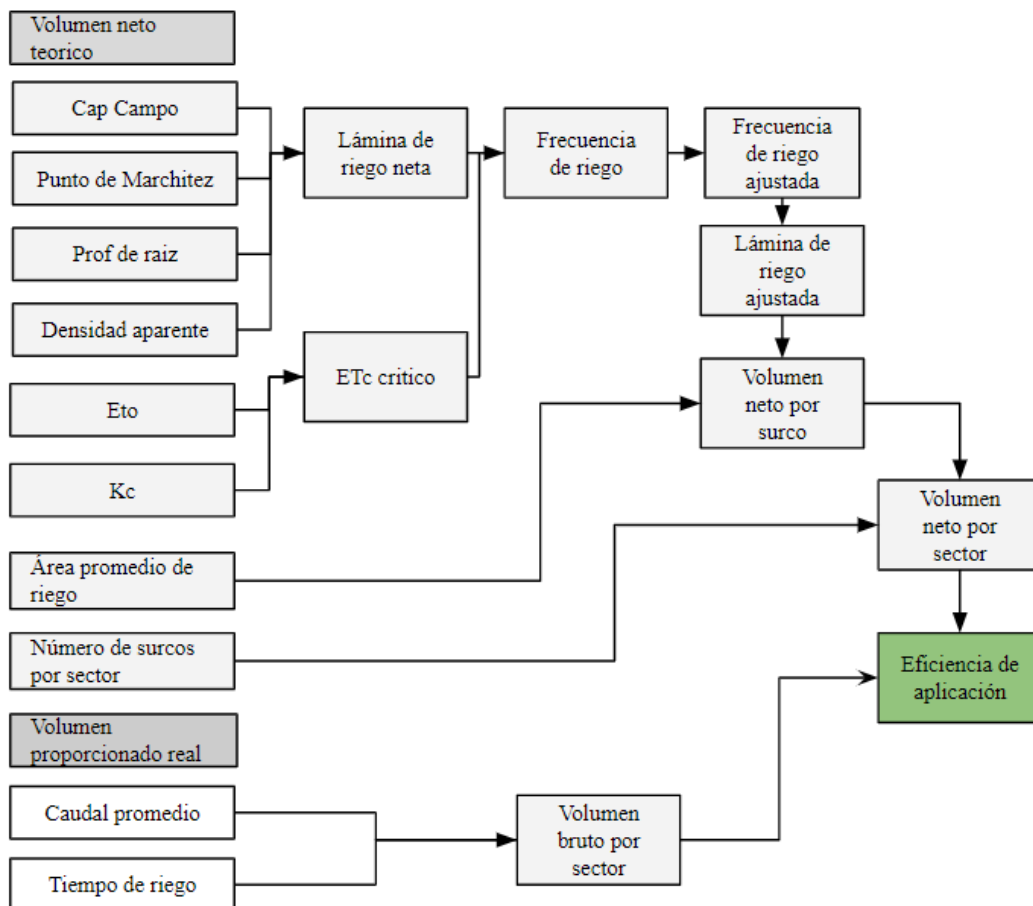 Volumen neto
teorico
Cap Campo
Punto de Marchitez
Prof de raiz
Densidad aparente
Eto
Kc
Área promedio de
riego
Número de surcos
por sector
Volumen
proporcionado real
Caudal promedio
Tiempo de riego
Lámina de
riego neta
ETc critico
Frecuencia
de riego
Frecuencia
de riego
ajustada
Lámina de
riego
ajustada
Volumen
neto por
surco
Volumen
neto por
sector
Eficiencia de
aplicación
Volumen
bruto por
sector